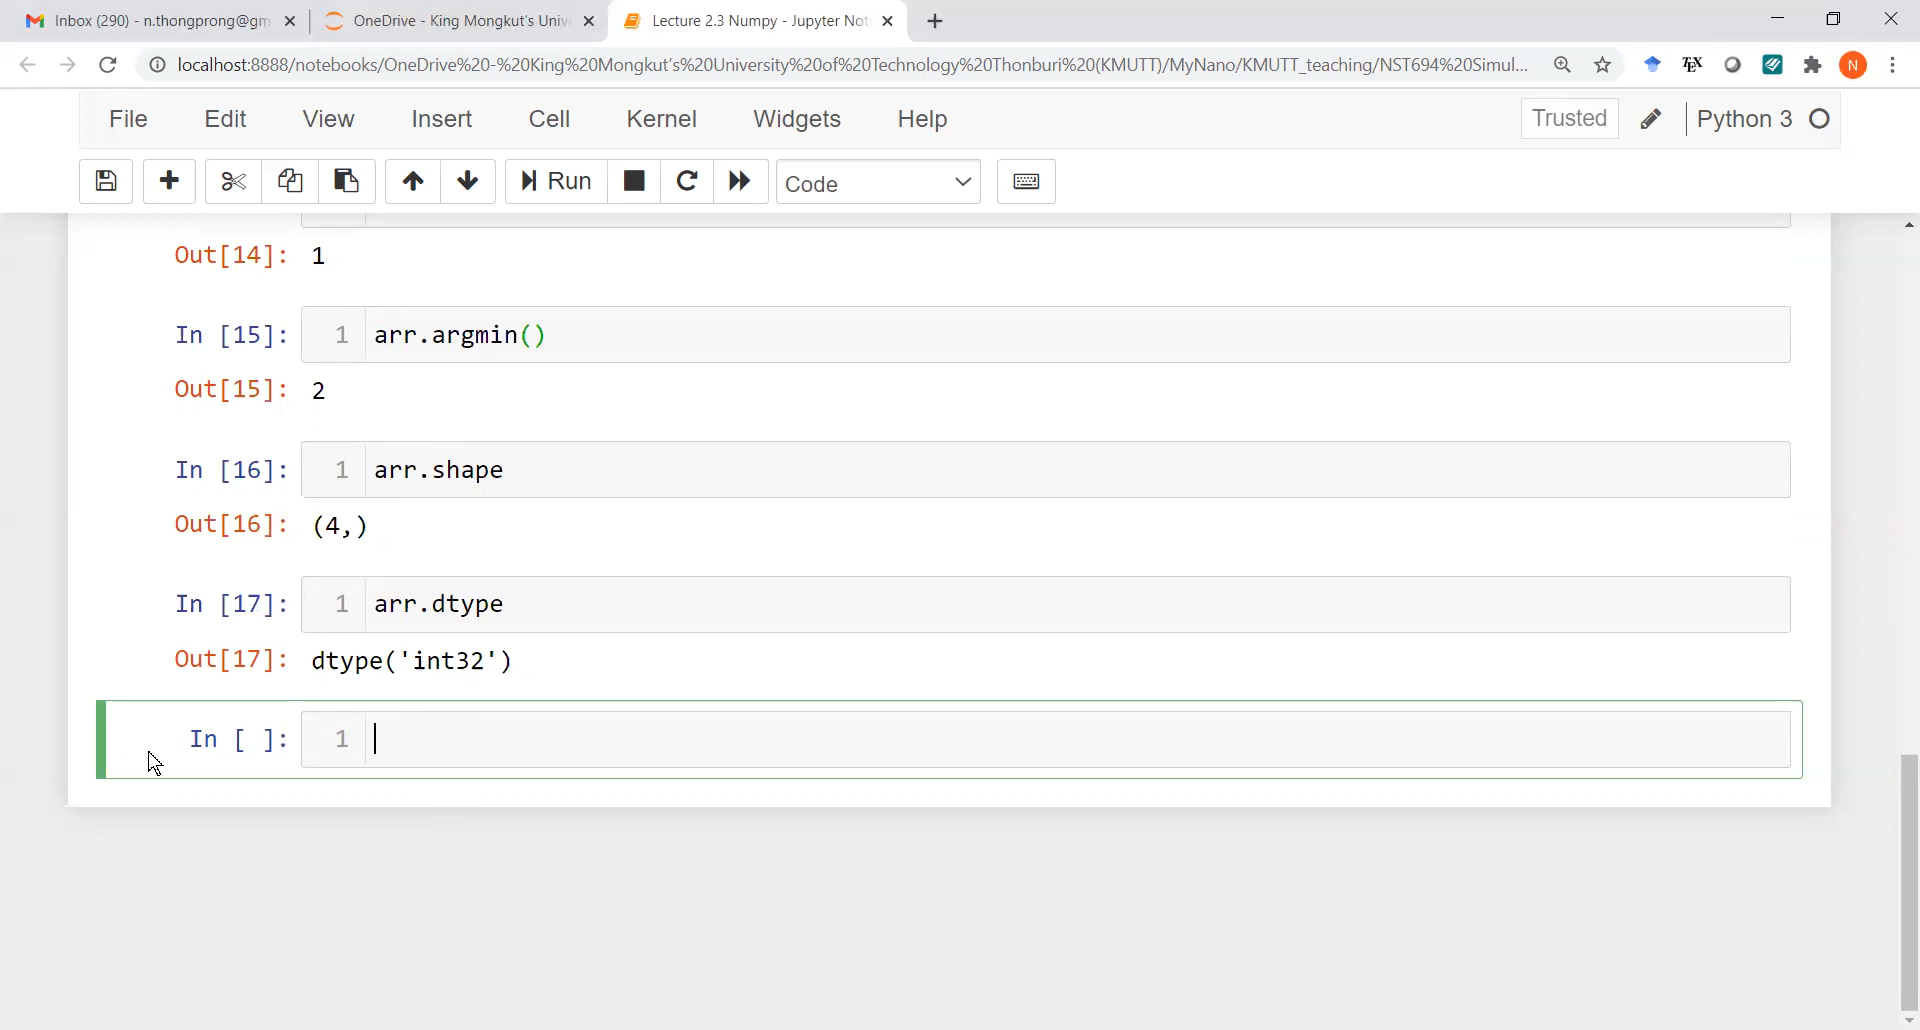 Inbox (290) - n.thongprong@gm
OneDrive - King Mongkut's Univ
Lecture 2.3 Numpy - Jupyter Not
localhost:8888/notebooks/OneDrive%20-%20King%20Mongkut's%20University%20of%20Technology%20Thonburi%20(KMUTT)/MyNano/KMUTT_teaching/NST694%20Simul...
TEX
N
File Edit View Insert Cell Kernel Widgets Help
Trusted
Python 3
Run
Code
Out[14]: 1
In [15]: 1 arr.argmin()
Out[15]: 2
In [16]: 1 arr.shape
Out[16]: (4,)
In [17]: 1 arr.dtype
Out[17]: dtype('int32')
In [ ]: 1